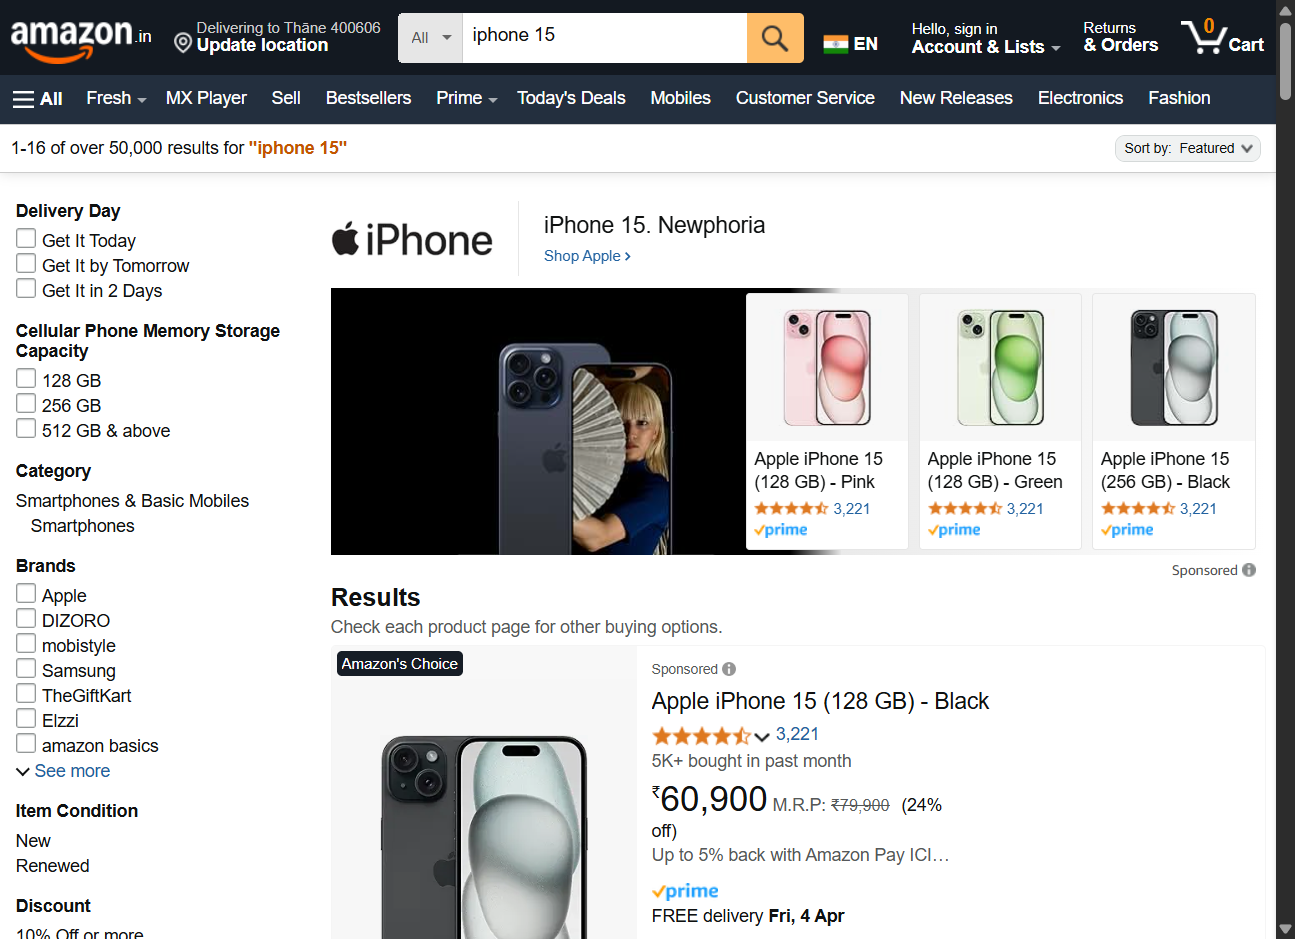 amazon.in
Delivering to Thāne 400606
Update location
All
iphone 15
EN
Hello, sign in
Account & Lists
Returns
& Orders
0
Cart
All
Fresh
MX Player
Sell
Bestsellers
Prime
Today's Deals
Mobiles
Customer Service
New Releases
Electronics
Fashion
1-16 of over 50,000 results for "iphone 15"
Sort by: Featured
Delivery Day
Get It Today
Get It by Tomorrow
Get It in 2 Days
Cellular Phone Memory Storage
Capacity
128 GB
256 GB
512 GB & above
Category
Smartphones & Basic Mobiles
Smartphones
Brands
Apple
DIZORO
mobistyle
Samsung
TheGiftKart
Elzzi
amazon basics
See more
Item Condition
New
Renewed
Discount
10% Off or more
iPhone
iPhone 15. Newphoria
Shop Apple ›
Apple iPhone 15
(128 GB) - Pink
3,221
prime
Apple iPhone 15
(128 GB) - Green
3,221
prime
Apple iPhone 15
(256 GB) - Black
3,221
prime
Sponsored
Results
Check each product page for other buying options.
Amazon's Choice
Sponsored
Apple iPhone 15 (128 GB) - Black
3,221
5K+ bought in past month
₹60,900 M.R.P: ₹79,900 (24%
off)
Up to 5% back with Amazon Pay ICI…
prime
FREE delivery Fri, 4 Apr